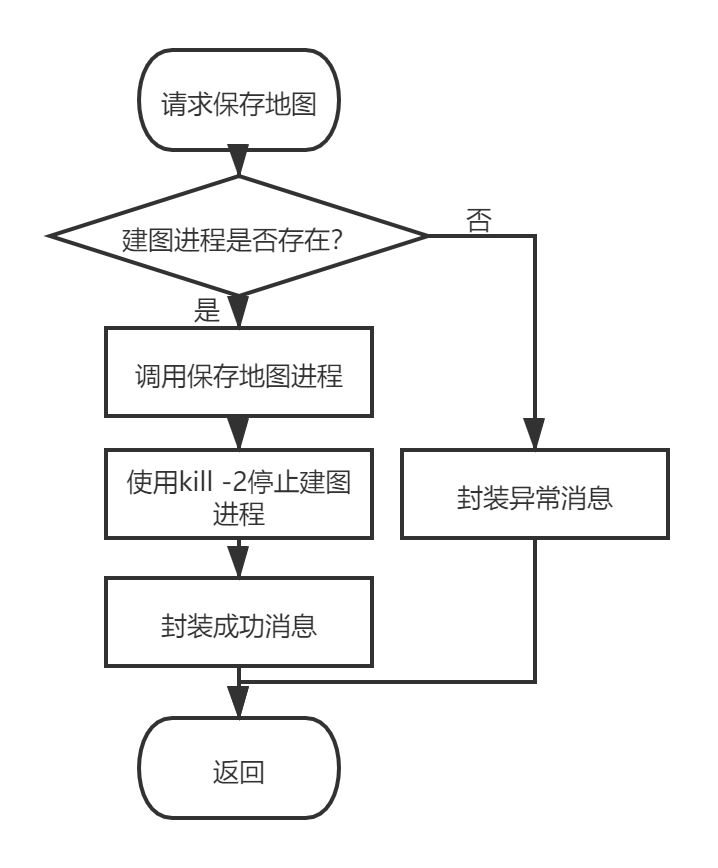 请求保存地图
建图进程是否存在?
否
是
调用保存地图进程
使用kill -2停止建图
进程
封装异常消息
封装成功消息
返回